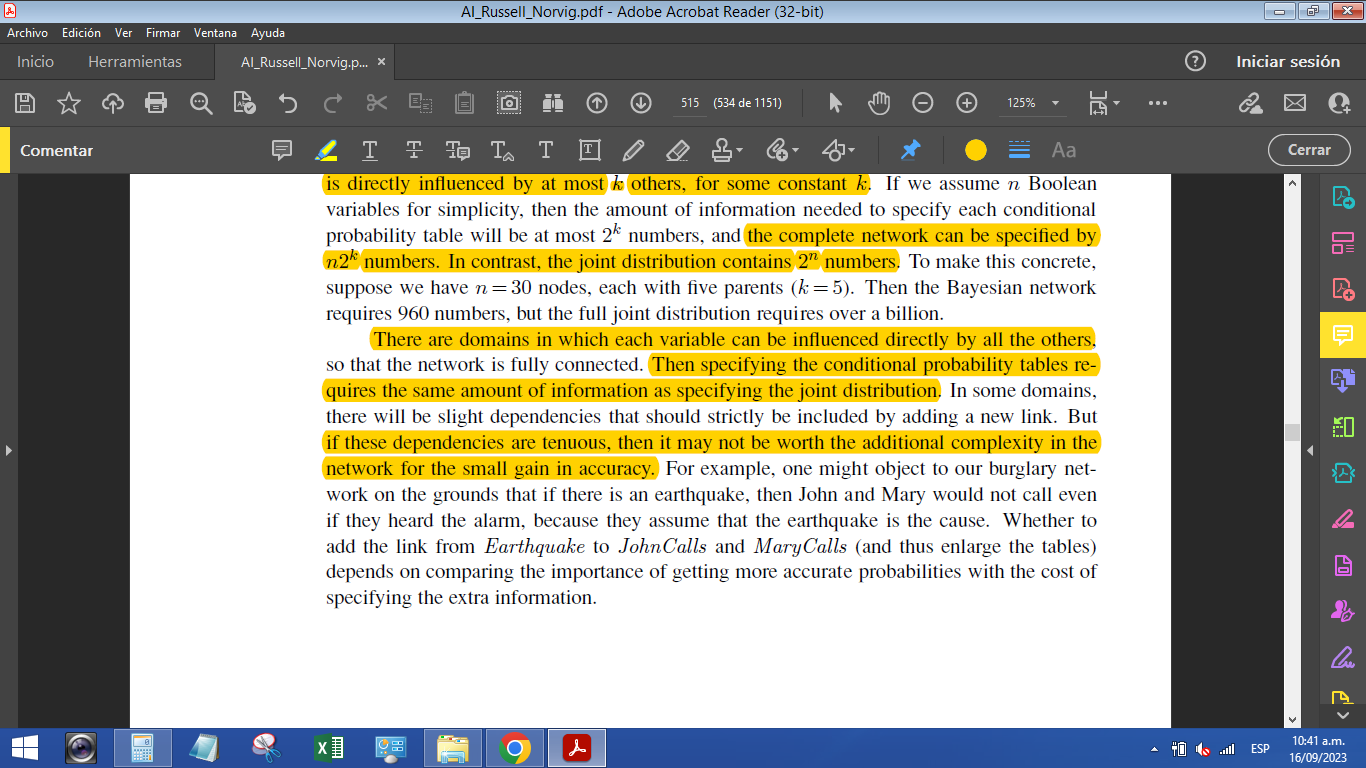 AI_Russell_Norvig.pdf - Adobe Acrobat Reader (32-bit)
Archivo Edición Ver Firmar Ventana Ayuda
Inicio Herramientas AI_Russell_Norvig.p... × Iniciar sesión
515 (534 de 1151) 125%
Comentar Aa Cerrar
is directly influenced by at most k others, for some constant k. If we assume n Boolean
variables for simplicity, then the amount of information needed to specify each conditional
probability table will be at most 2^k numbers, and the complete network can be specified by
n2^k numbers. In contrast, the joint distribution contains 2^n numbers. To make this concrete,
suppose we have n = 30 nodes, each with five parents (k = 5). Then the Bayesian network
requires 960 numbers, but the full joint distribution requires over a billion.
There are domains in which each variable can be influenced directly by all the others,
so that the network is fully connected. Then specifying the conditional probability tables re-
quires the same amount of information as specifying the joint distribution. In some domains,
there will be slight dependencies that should strictly be included by adding a new link. But
if these dependencies are tenuous, then it may not be worth the additional complexity in the
network for the small gain in accuracy. For example, one might object to our burglary net-
work on the grounds that if there is an earthquake, then John and Mary would not call even
if they heard the alarm, because they assume that the earthquake is the cause. Whether to
add the link from Earthquake to JohnCalls and MaryCalls (and thus enlarge the tables)
depends on comparing the importance of getting more accurate probabilities with the cost of
specifying the extra information.
ESP
10:41 a.m.
16/09/2023